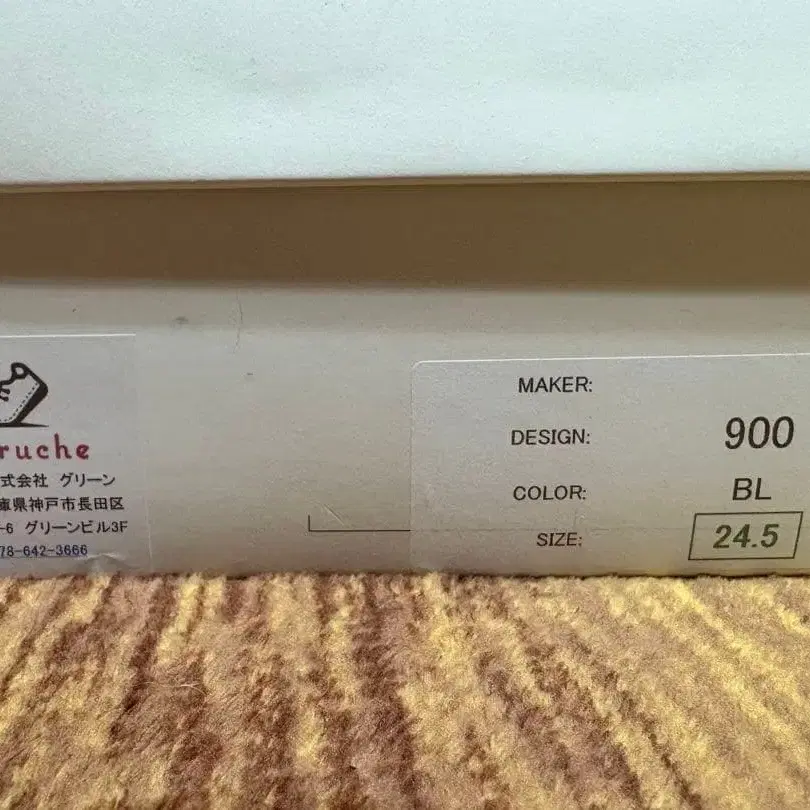 ruche
式会社 グリーン
庫県神戸市長田区
-6 グリーンビル3F
78-642-3666
MAKER:
DESIGN: 900
COLOR: BL
SIZE: 24.5